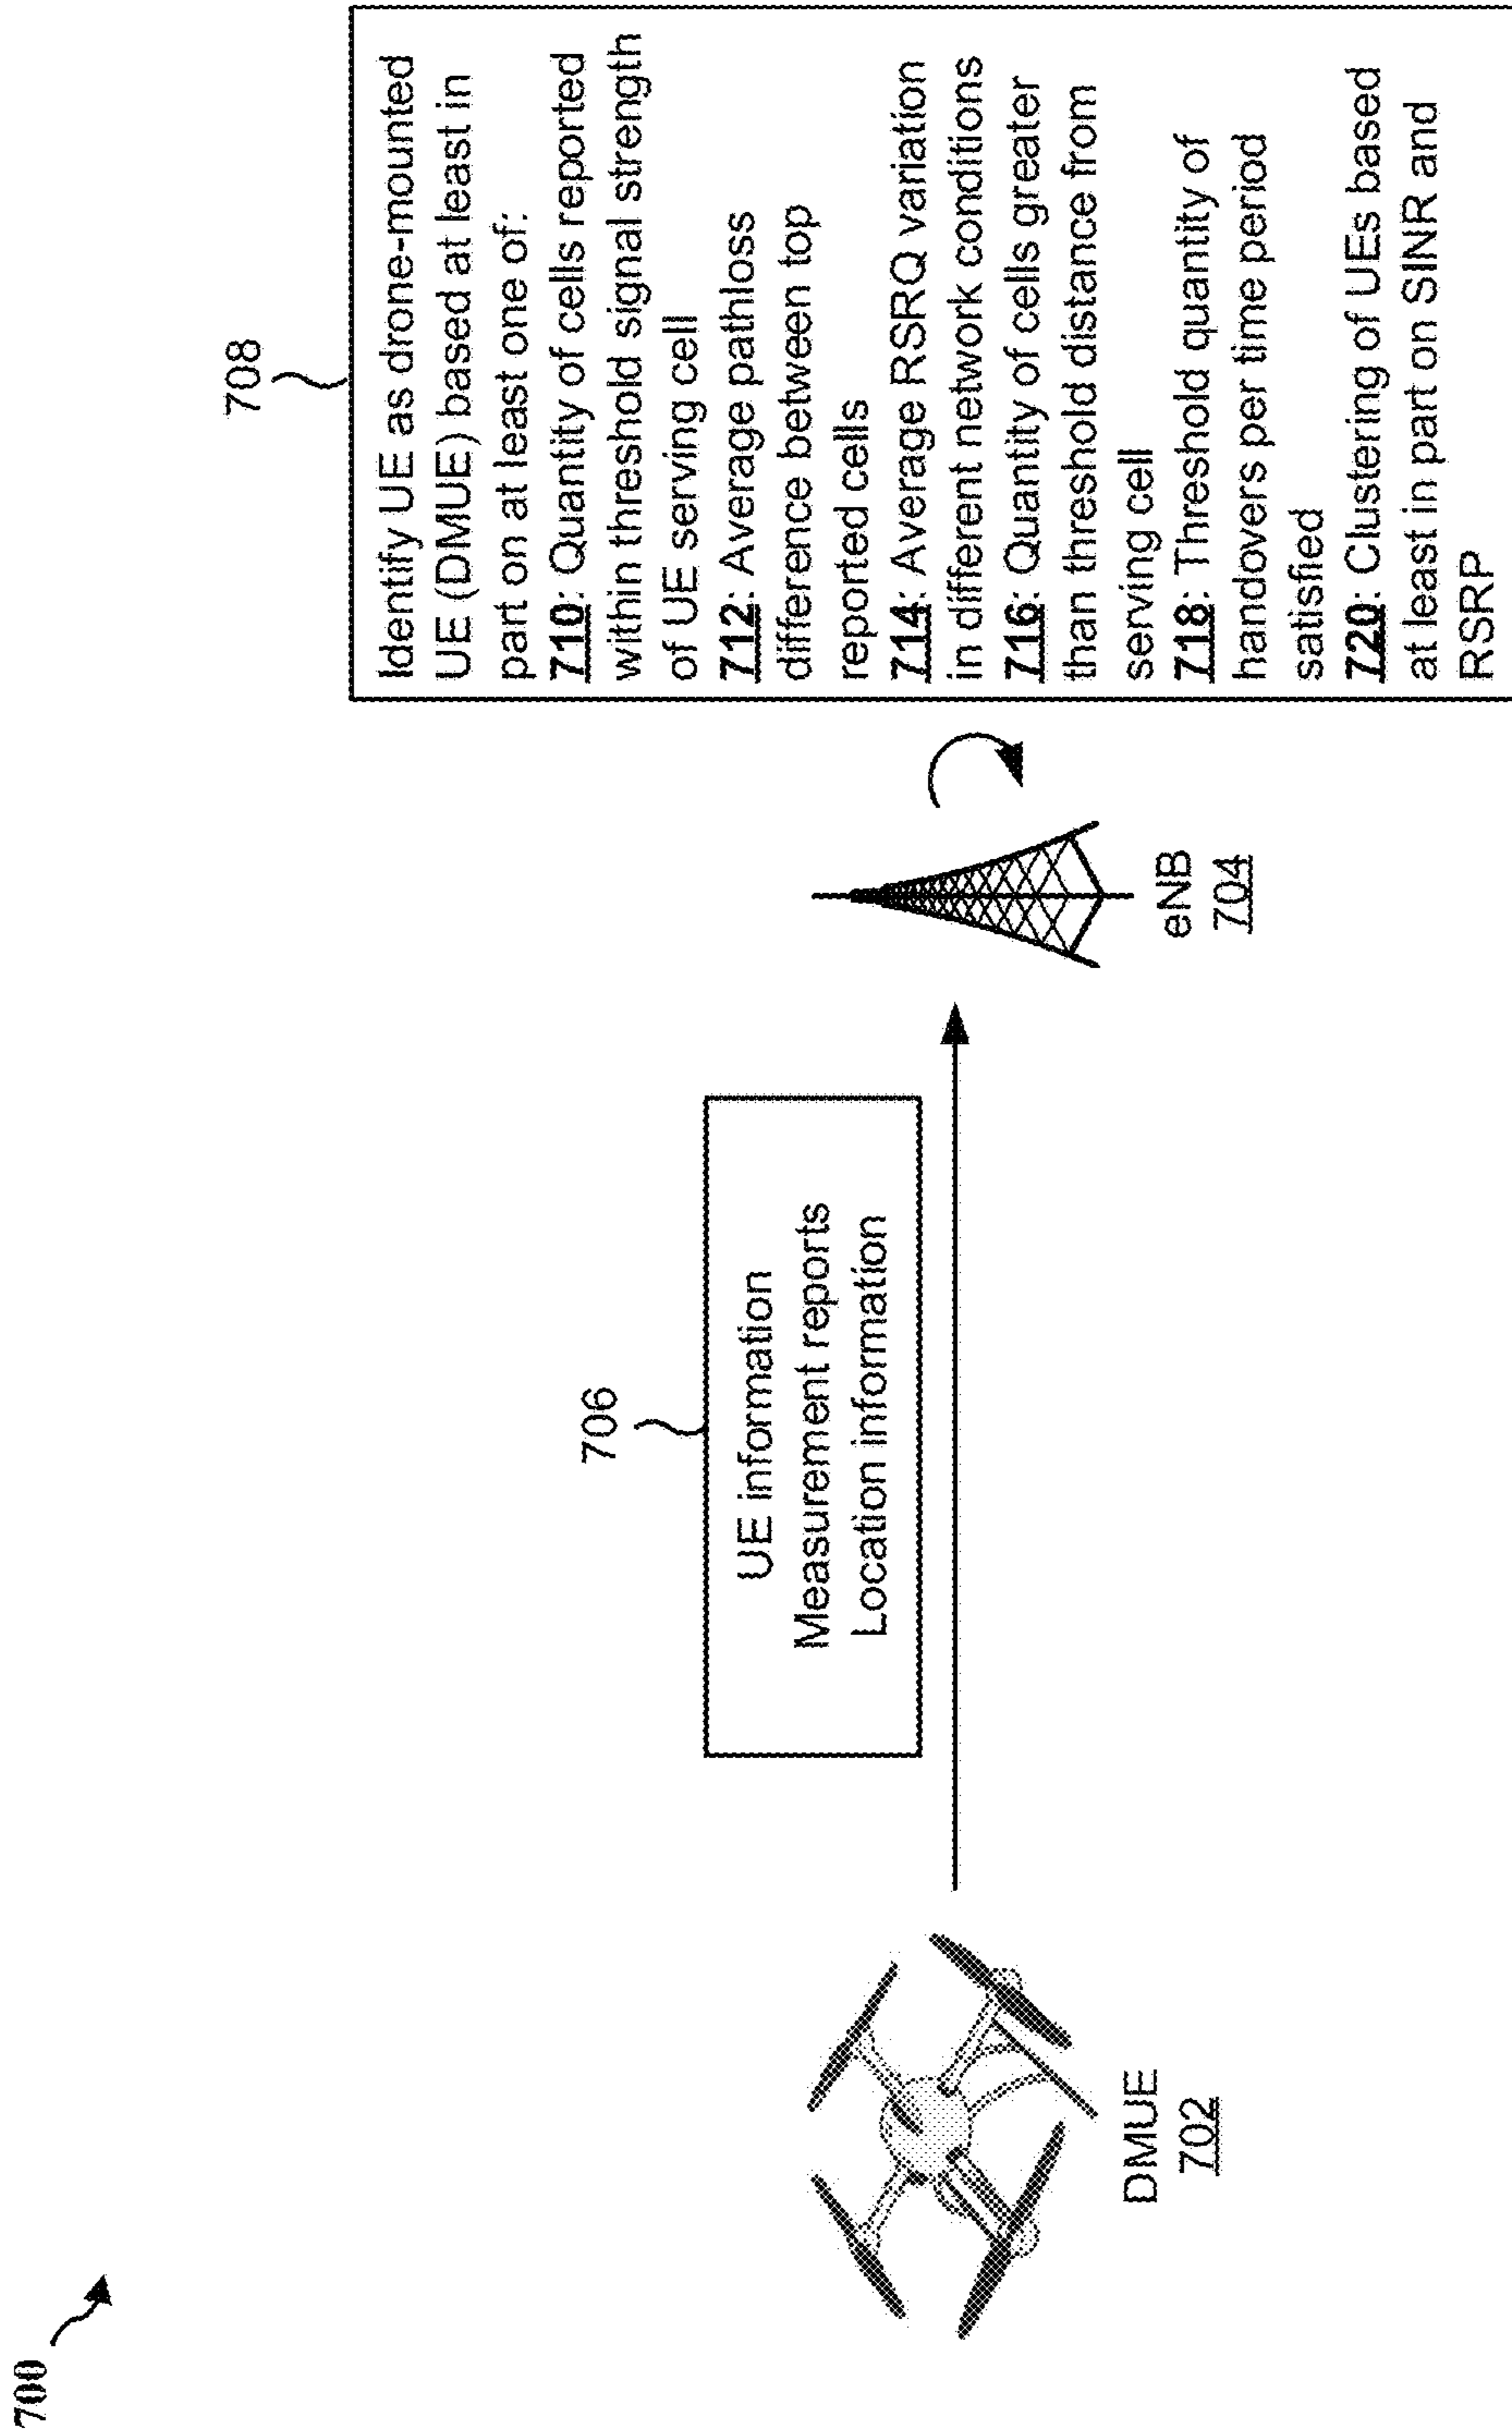 700
DMUE
702
706
UE information
Measurement reports
Location information
eNB
704
708
Identify UE as drone-mounted
UE (DMUE) based at least in
part on at least one of:
710: Quantity of cells reported
within threshold signal strength
of UE serving cell
712: Average pathloss
difference between top
reported cells
714: Average RSRQ variation
in different network conditions
716: Quantity of cells greater
than threshold distance from
serving cell
718: Threshold quantity of
handovers per time period
satisfied
720: Clustering of UEs based
at least in part on SINR and
RSRP